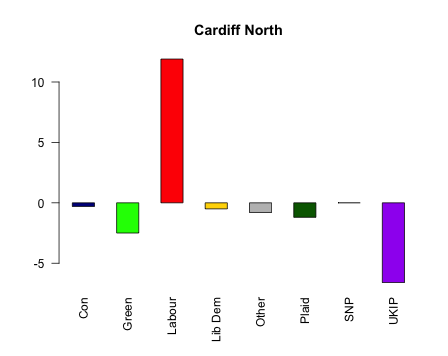 Cardiff North
10
5
0
-5
Con
Green
Labour
Lib Dem
Other
Plaid
SNP
UKIP